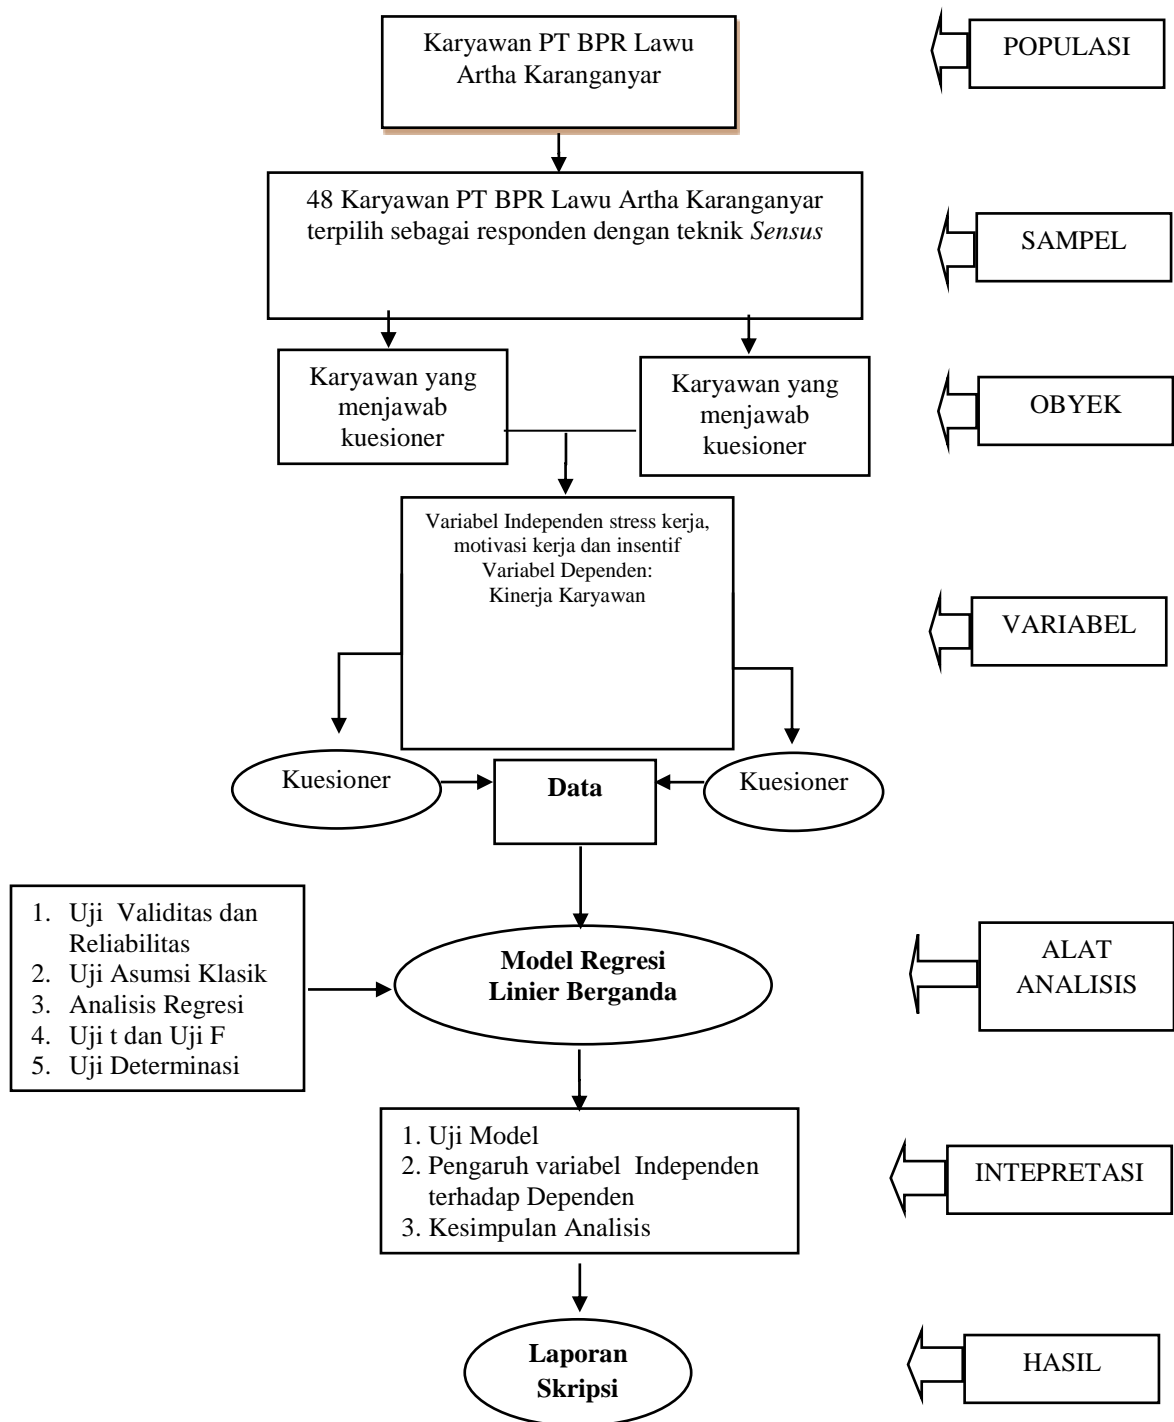 Karyawan PT BPR Lawu
Artha Karanganyar
POPULASI
48 Karyawan PT BPR Lawu Artha Karanganyar
terpilih sebagai responden dengan teknik Sensus
SAMPEL
Karyawan yang
menjawab
kuesioner
Karyawan yang
menjawab
kuesioner
OBYEK
Variabel Independen stress kerja,
motivasi kerja dan insentif
Variabel Dependen:
Kinerja Karyawan
VARIABEL
Kuesioner
Data
Kuesioner
1. Uji Validitas dan
Reliabilitas
2. Uji Asumsi Klasik
3. Analisis Regresi
4. Uji t dan Uji F
5. Uji Determinasi
Model Regresi
Linier Berganda
ALAT
ANALISIS
1. Uji Model
2. Pengaruh variabel Independen
terhadap Dependen
3. Kesimpulan Analisis
INTEPRETASI
Laporan
Skripsi
HASIL